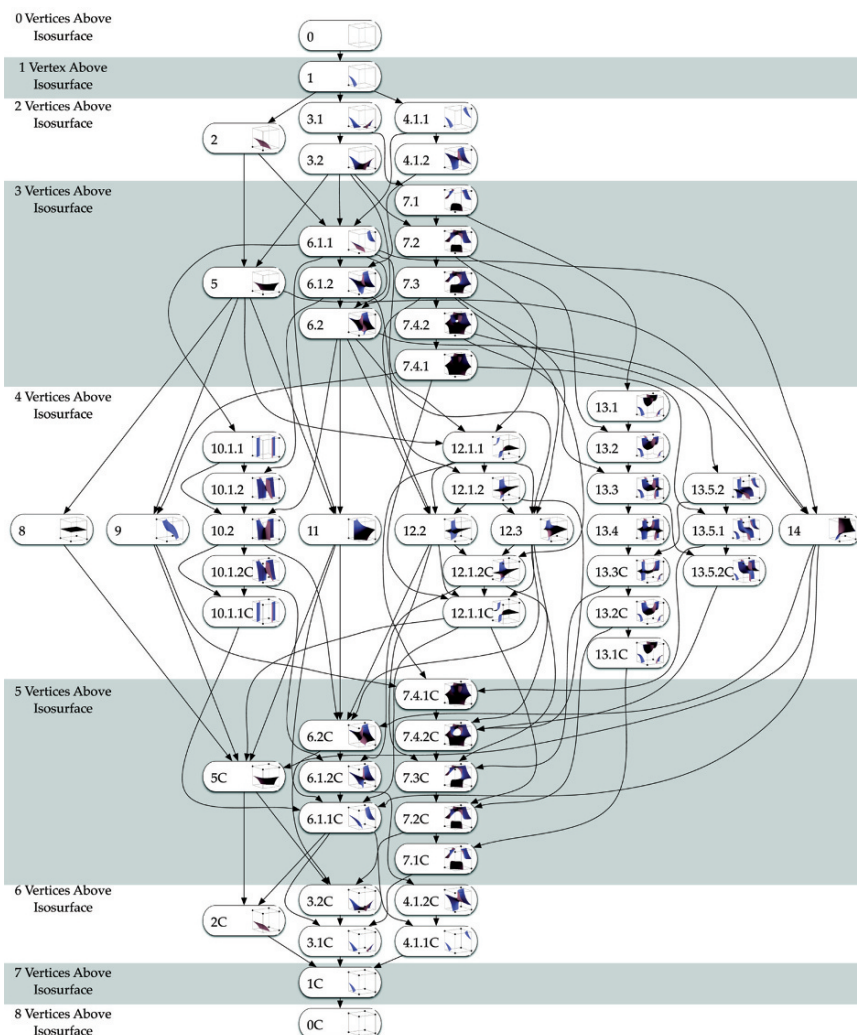 0 Vertices Above
Isosurface
0
1 Vertex Above
Isosurface
1
2 Vertices Above
Isosurface
3.1
4.1.1
2
3.2
4.1.2
3 Vertices Above
Isosurface
7.1
6.1.1
7.2
5
6.1.2
7.3
6.2
7.4.2
7.4.1
4 Vertices Above
Isosurface
13.1
10.1.1
12.1.1
13.2
10.1.2
12.1.2
13.3
13.5.2
8
9
10.2
11
12.2
12.3
13.4
13.5.1
14
10.1.2C
12.1.2C
13.3C
13.5.2C
10.1.1C
12.1.1C
13.2C
13.1C
5 Vertices Above
Isosurface
7.4.1C
6.2C
7.4.2C
5C
6.1.2C
7.3C
6.1.1C
7.2C
7.1C
6 Vertices Above
Isosurface
3.2C
4.1.2C
2C
3.1C
4.1.1C
7 Vertices Above
Isosurface
1C
8 Vertices Above
Isosurface
0C